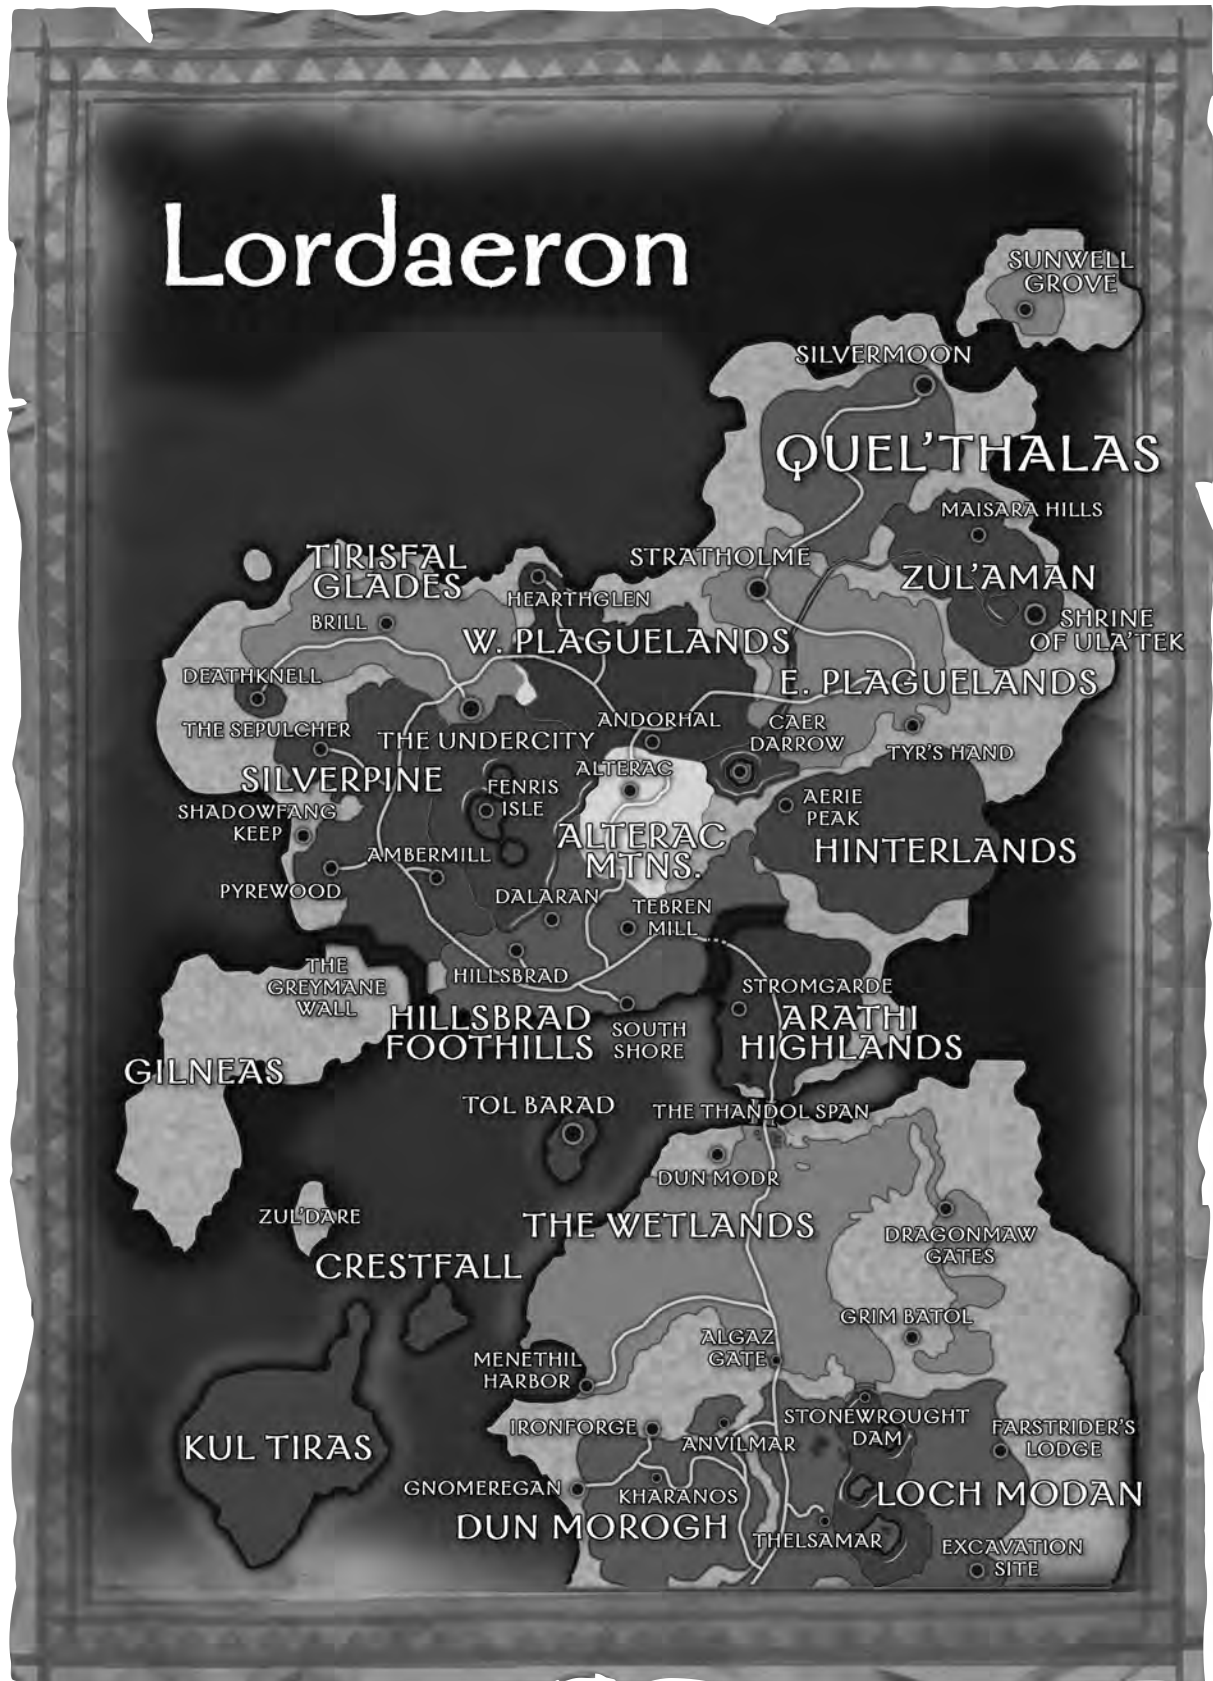 Lordaeron
SUNWELL
GROVE
SILVERMOON
QUEL'THALAS
MAISARA HILLS
STRATHOLME
TIRISFAL
GLADES
ZUL'AMAN
HEARTHGLEN
BRILL
SHRINE
OF ULA'TEK
W. PLAGUELANDS
DEATHKNELL
E. PLAGUELANDS
ANDORHAL
CAER
DARROW
THE SEPULCHER
THE UNDERCITY
TYR'S HAND
ALTERAC
SILVERPINE
FENRIS
ISLE
AERIE
PEAK
SHADOWFANG
KEEP
ALTERAC
MTNS.
HINTERLANDS
AMBERMILL
PYREWOOD
DALARAN
TEBREN
MILL
THE
GREYMANE
WALL
HILLSBRAD
STROMGARDE
HILLSBRAD
FOOTHILLS
SOUTH
SHORE
ARATHI
HIGHLANDS
GILNEAS
TOL BARAD
THE THANDOL SPAN
DUN MODR
ZUL'DARE
THE WETLANDS
DRAGONMAW
GATES
CRESTFALL
GRIM BATOL
ALGAZ
GATE
MENETHIL
HARBOR
STONEWROUGHT
DAM
IRONFORGE
ANVILMAR
FARSTRIDER'S
LODGE
KUL TIRAS
GNOMEREGAN
KHARANOS
LOCH MODAN
DUN MOROGH
THELSAMAR
EXCAVATION
SITE